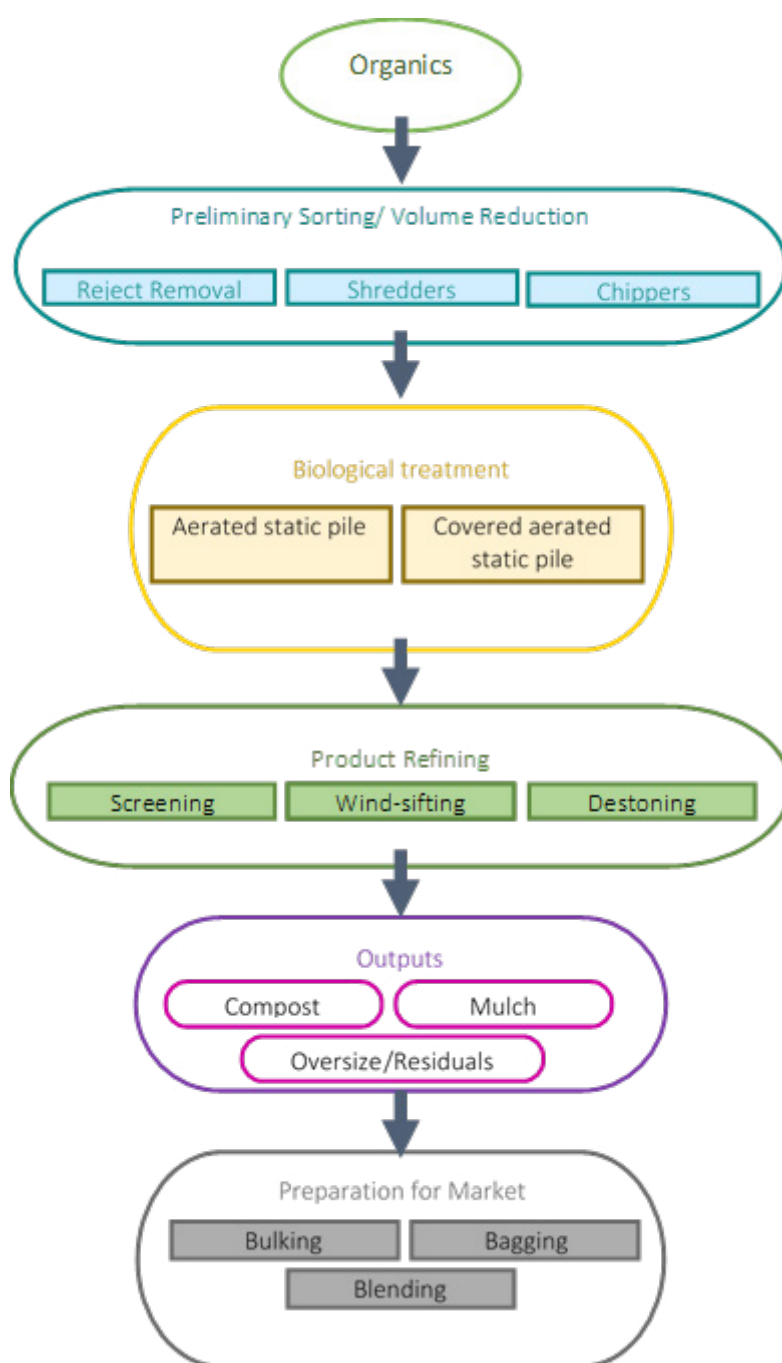 Organics
Preliminary Sorting/ Volume Reduction
Reject Removal
Shredders
Chippers
Biological treatment
Aerated static pile
Covered aerated
static pile
Product Refining
Screening
Wind-sifting
Destoning
Outputs
Compost
Mulch
Oversize/Residuals
Preparation for Market
Bulking
Bagging
Blending